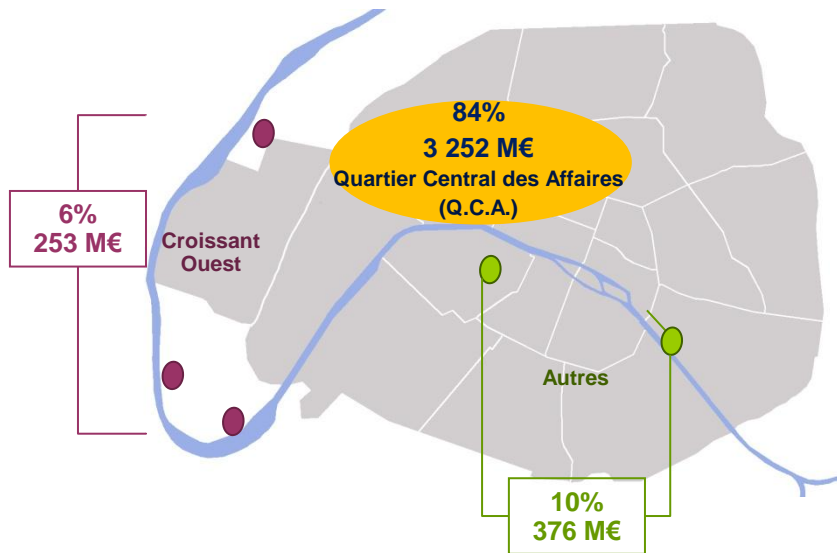 84%
3 252 M€
Quartier Central des Affaires
(Q.C.A.)
6%
253 M€
Croissant
Ouest
Autres
10%
376 M€